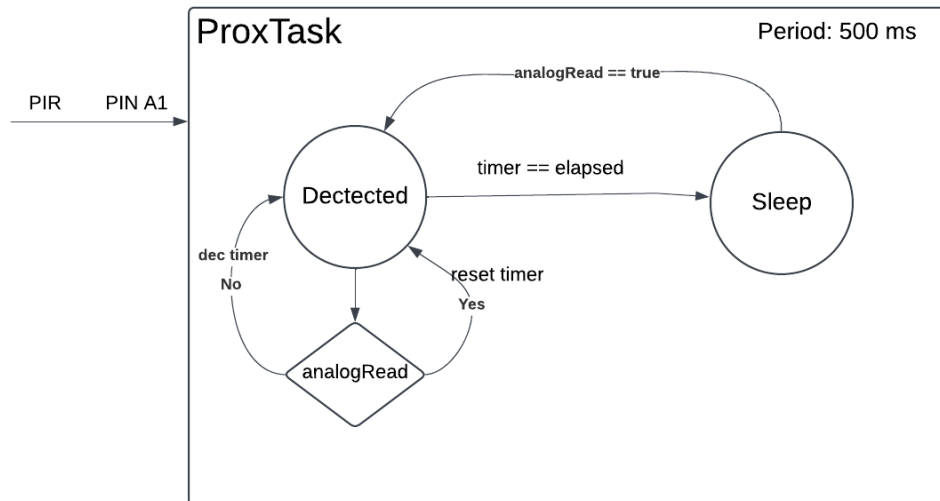 ProxTask
Period: 500 ms
analogRead == true
PIR PIN A1
timer == elapsed
Dectected
Sleep
dec timer
No
reset timer
Yes
analogRead